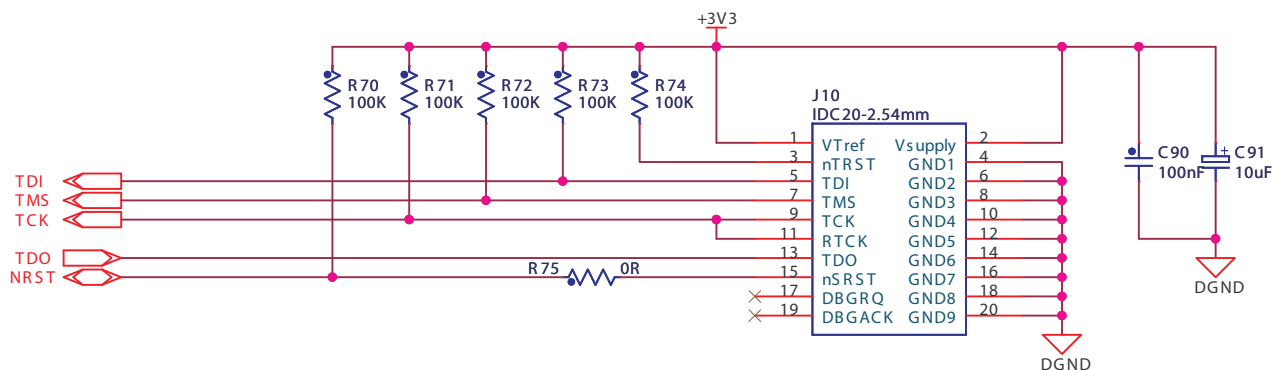 +3V3
R70
100K
R71
100K
R72
100K
R73
100K
R74
100K
J10
IDC20-2.54mm
1 VTref Vsupply 2
3 nTRST GND1 4
5 TDI GND2 6
7 TMS GND3 8
9 TCK GND4 10
11 RTCK GND5 12
13 TDO GND6 14
15 nSRST GND7 16
17 DBGRQ GND8 18
19 DBGACK GND9 20
C90
100nF
+
C91
10uF
TDI
TMS
TCK
TDO
NRST
R75 0R
DGND
DGND